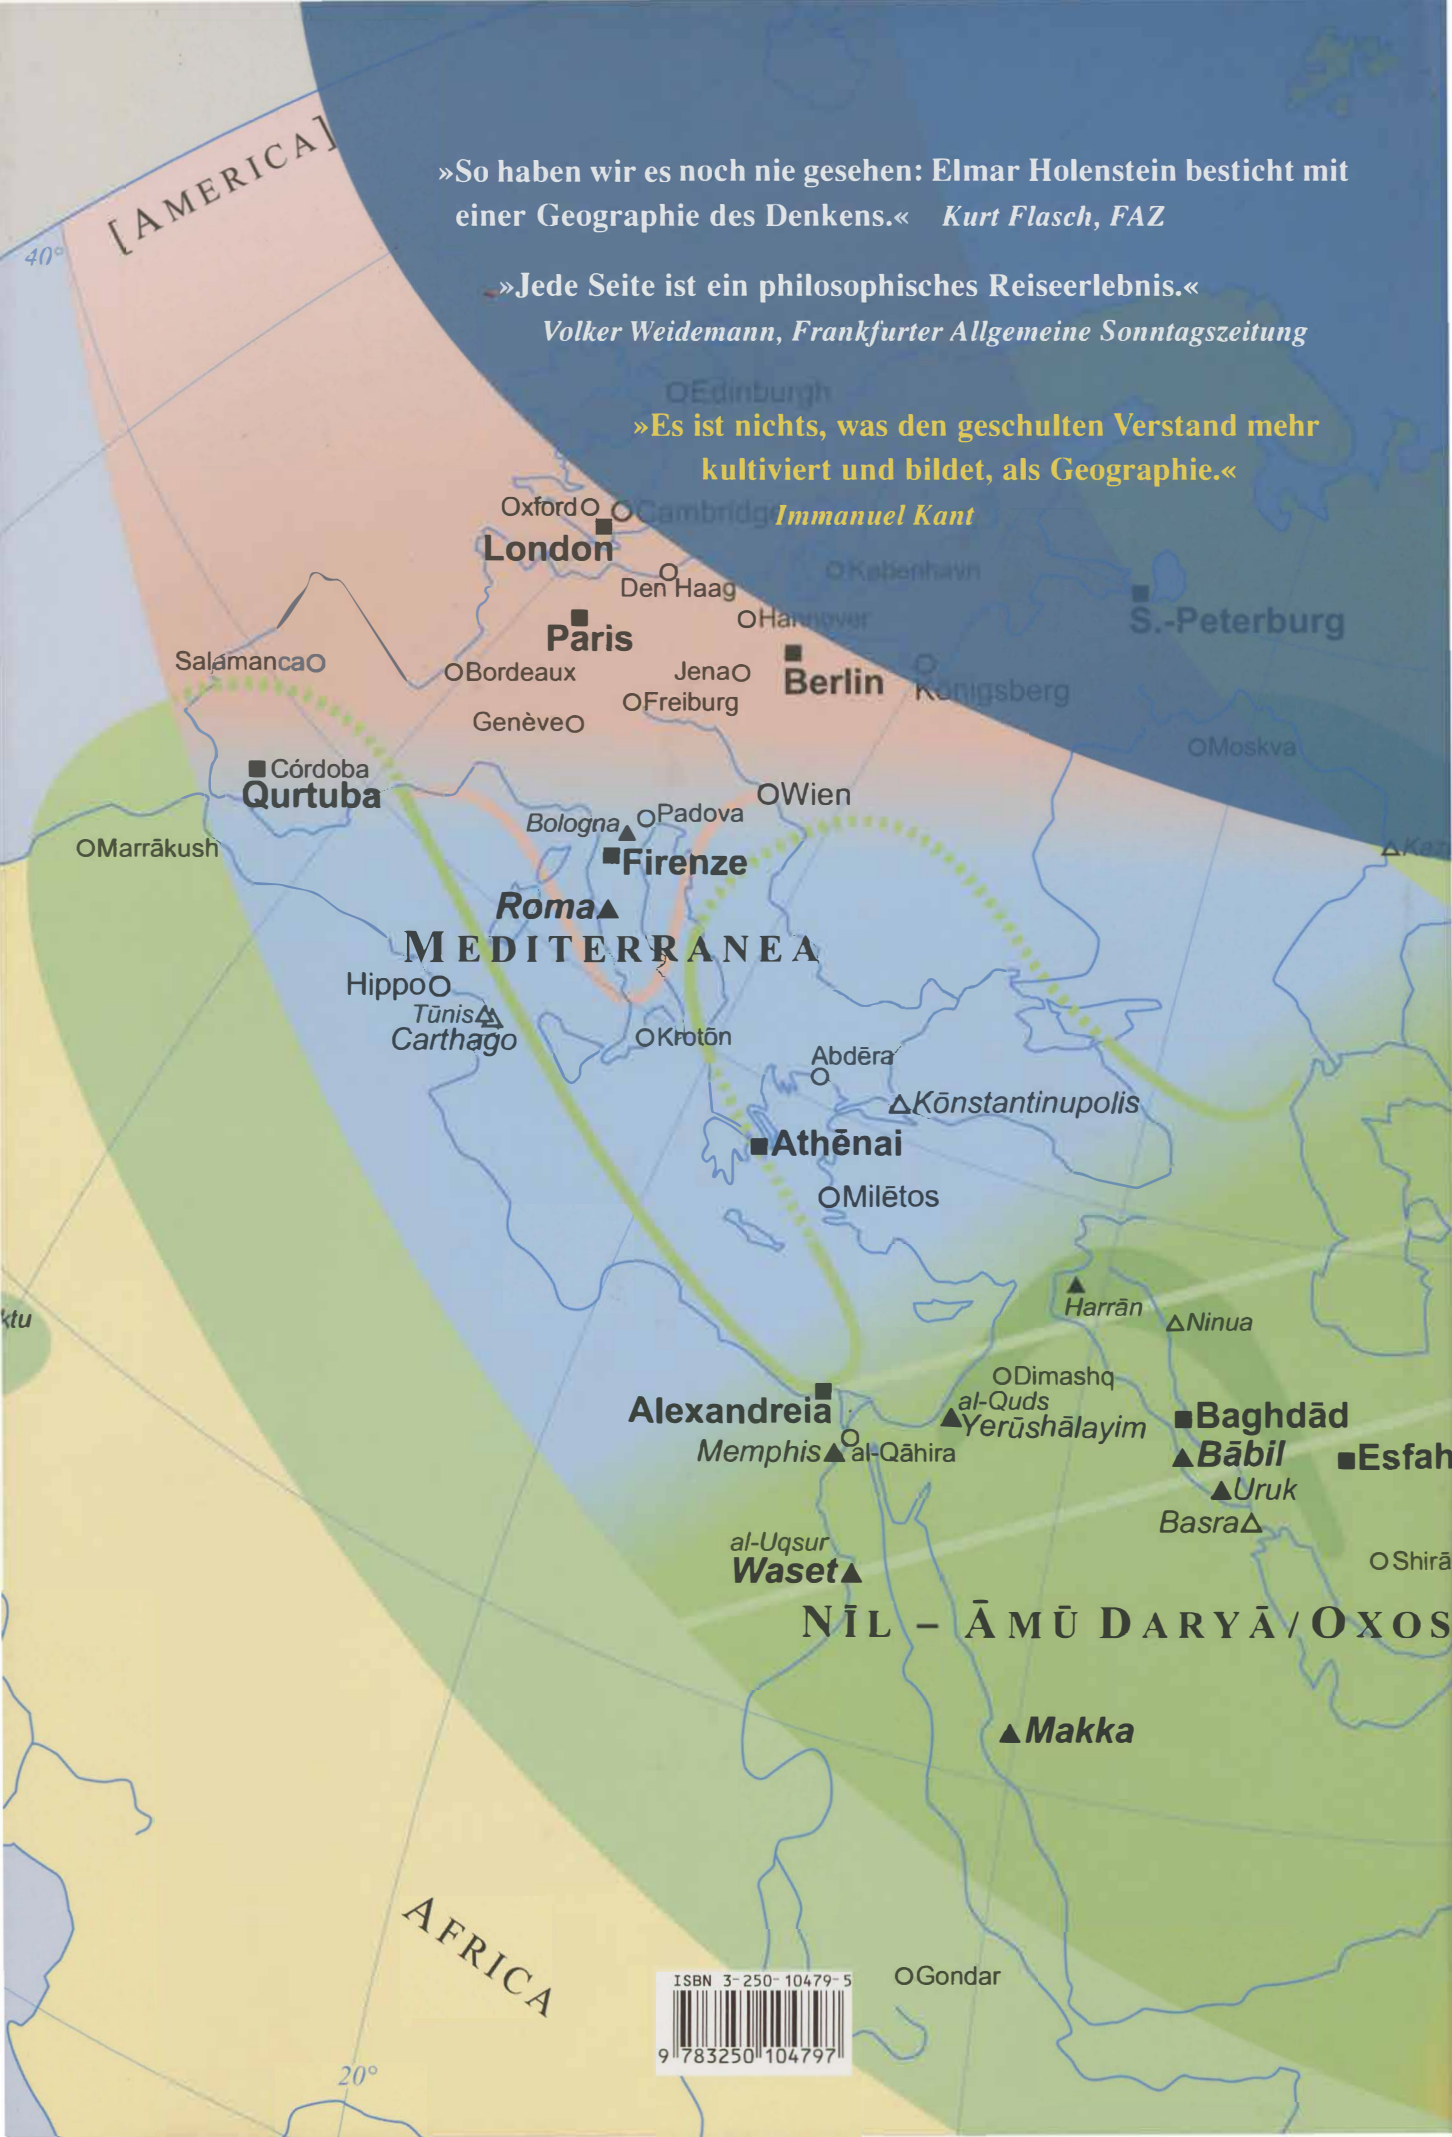 [AMERICA]
40°
»So haben wir es noch nie gesehen: Elmar Holenstein besticht mit
einer Geographie des Denkens.« Kurt Flasch, FAZ
»Jede Seite ist ein philosophisches Reiseerlebnis.«
Volker Weidemann, Frankfurter Allgemeine Sonntagszeitung
Edinburgh
»Es ist nichts, was den geschulten Verstand mehr
kultiviert und bildet, als Geographie.«
Immanuel Kant
Oxford
Cambridge
London
København
Den Haag
Hannover
S.-Peterburg
Paris
Salamanca
Bordeaux
Jena
Berlin
Königsberg
Freiburg
Genève
Moskva
Córdoba
Qurtuba
Wien
Bologna
Padova
Marrākush
Firenze
Roma
MEDITERRANEA
Hippo
Tūnis
Carthago
Krotōn
Abdēra
Kōnstantinupolis
Athēnai
Milētos
ktu
Harrān
Ninua
Dimashq
Alexandreia
al-Quds
Yerūshālayim
Baghdād
Memphis
al-Qāhira
Bābil
Esfah
Uruk
Basra
al-Uqsur
Waset
Shirā
NĪL – ĀMŪ DARYĀ/OXOS
Makka
AFRICA
Gondar
ISBN 3-250-10479-5
9 783250 104797
20°